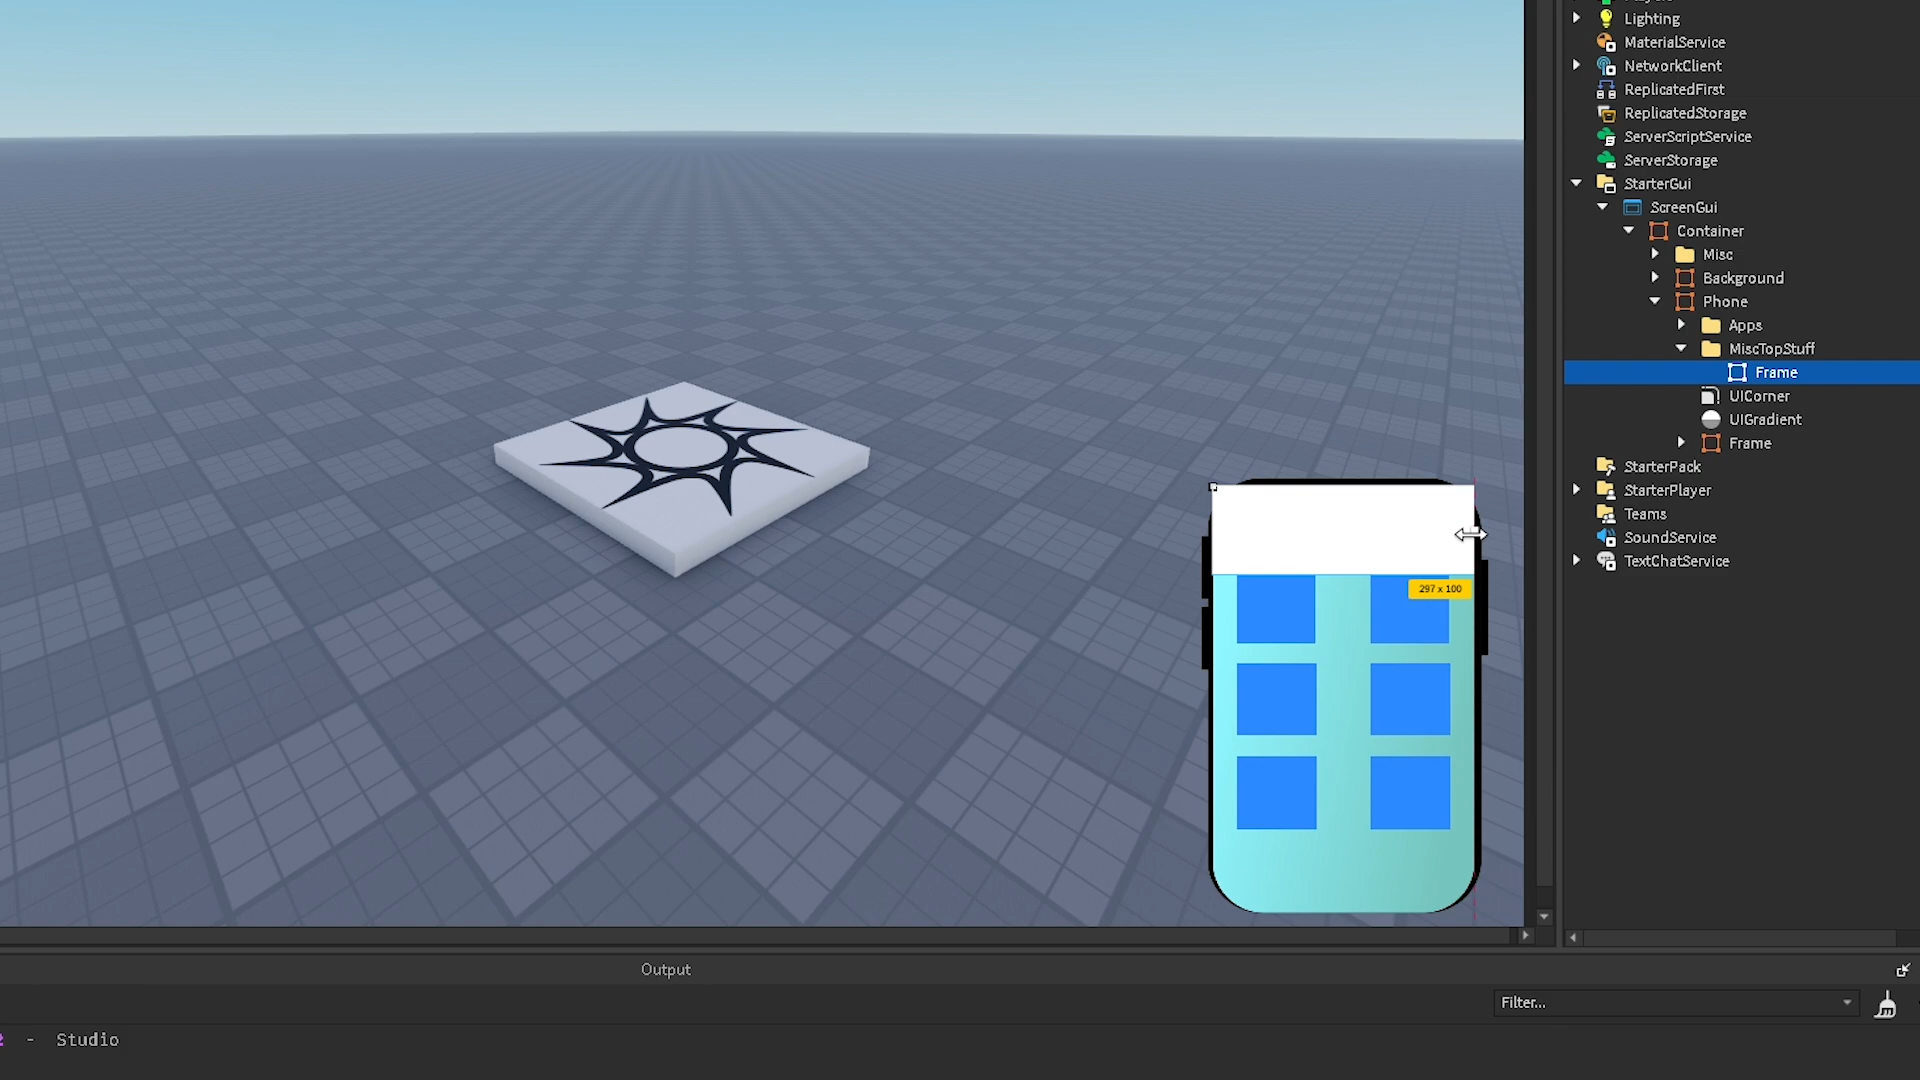 Lighting
MaterialService
NetworkClient
ReplicatedFirst
ReplicatedStorage
ServerScriptService
ServerStorage
StarterGui
ScreenGui
Container
Misc
Background
Phone
Apps
MiscTopStuff
Frame
UICorner
UIGradient
Frame
StarterPack
StarterPlayer
Teams
SoundService
TextChatService
297 x 100
Output
Filter...
- Studio